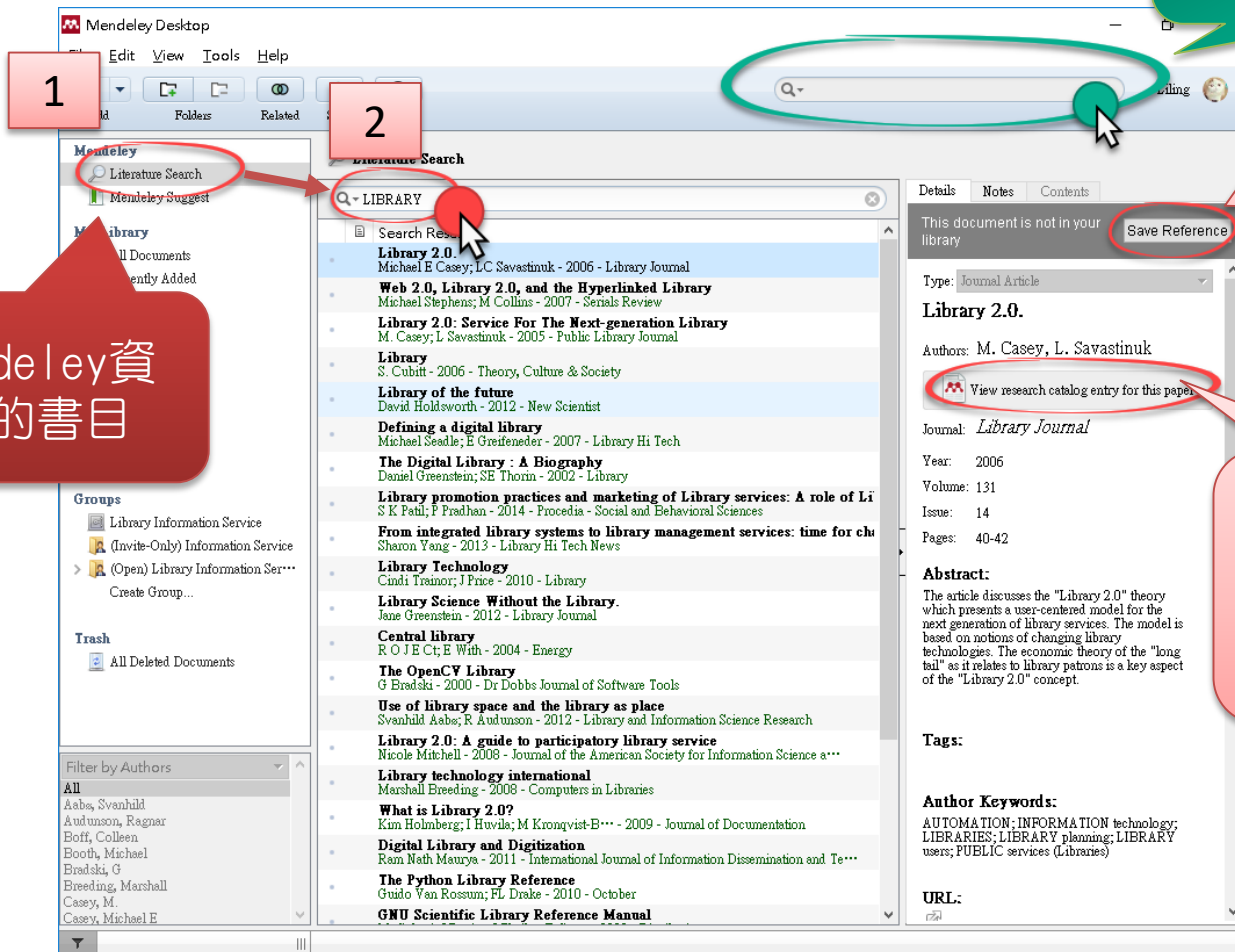 Mendeley Desktop
Edit View Tools Help
1
2
Folders
Related
Mendeley
Literature Search
Mendeley Suggest
Literature Search
LIBRARY
Search
Library 2.0.
Michael E Casey; LC Savastinuk - 2006 - Library Journal
Web 2.0, Library 2.0, and the Hyperlinked Library
Michael Stephens; M Collins - 2007 - Serials Review
Library 2.0: Service For The Next-generation Library
M. Casey; L Savastinuk - 2005 - Public Library Journal
Library
S. Cubitt - 2006 - Theory, Culture & Society
Library of the future
David Holdsworth - 2012 - New Scientist
Defining a digital library
Michael Seadle; E Greifeneder - 2007 - Library Hi Tech
The Digital Library : A Biography
Daniel Greenstein; SE Thorin - 2002 - Library
Library promotion practices and marketing of Library services: A role of Li
S K Patil; P Pradhan - 2014 - Procedia - Social and Behavioral Sciences
From integrated library systems to library management services: time for cha
Sharon Yang - 2013 - Library Hi Tech News
Library Technology
Cindi Trainor; J Price - 2010 - Library
Library Science Without the Library.
Jane Greenstein - 2012 - Library Journal
Central library
R O J E Ct; E With - 2004 - Energy
The OpenCV Library
G Bradski - 2000 - Dr Dobbs Journal of Software Tools
Use of library space and the library as place
Svanhild Aabø; R Audunson - 2012 - Library and Information Science Research
Library 2.0: A guide to participatory library service
Nicole Mitchell - 2008 - Journal of the American Society for Information Science a···
Library technology international
Marshall Breeding - 2008 - Computers in Libraries
What is Library 2.0?
Kim Holmberg; I Huvila; M Kronqvist-B··· - 2009 - Journal of Documentation
Digital Library and Digitization
Ram Nath Maurya - 2011 - International Journal of Information Dissemination and Te···
The Python Library Reference
Guido Van Rossum; FL Drake - 2010 - October
GNU Scientific Library Reference Manual
deley資
的書目
Groups
Library Information Service
(Invite-Only) Information Service
(Open) Library Information Ser···
Create Group...
Trash
All Deleted Documents
Filter by Authors
All
Aabø, Svanhild
Audunson, Ragnar
Boff, Colleen
Booth, Michael
Bradski, G
Breeding, Marshall
Casey, M.
Casey, Michael E
Details Notes Contents
This document is not in your
library
Save Reference
Type: Journal Article
Library 2.0.
Authors: M. Casey, L. Savastinuk
View research catalog entry for this paper
Journal: Library Journal
Year: 2006
Volume: 131
Issue: 14
Pages: 40-42
Abstract:
The article discusses the "Library 2.0" theory
which presents a user-centered model for the
next generation of library services. The model is
based on notions of changing library
technologies. The economic theory of the "long
tail" as it relates to library patrons is a key aspect
of the "Library 2.0" concept.
Tags:
Author Keywords:
AUTOMATION; INFORMATION technology;
LIBRARIES; LIBRARY planning; LIBRARY
users; PUBLIC services (Libraries)
URL: